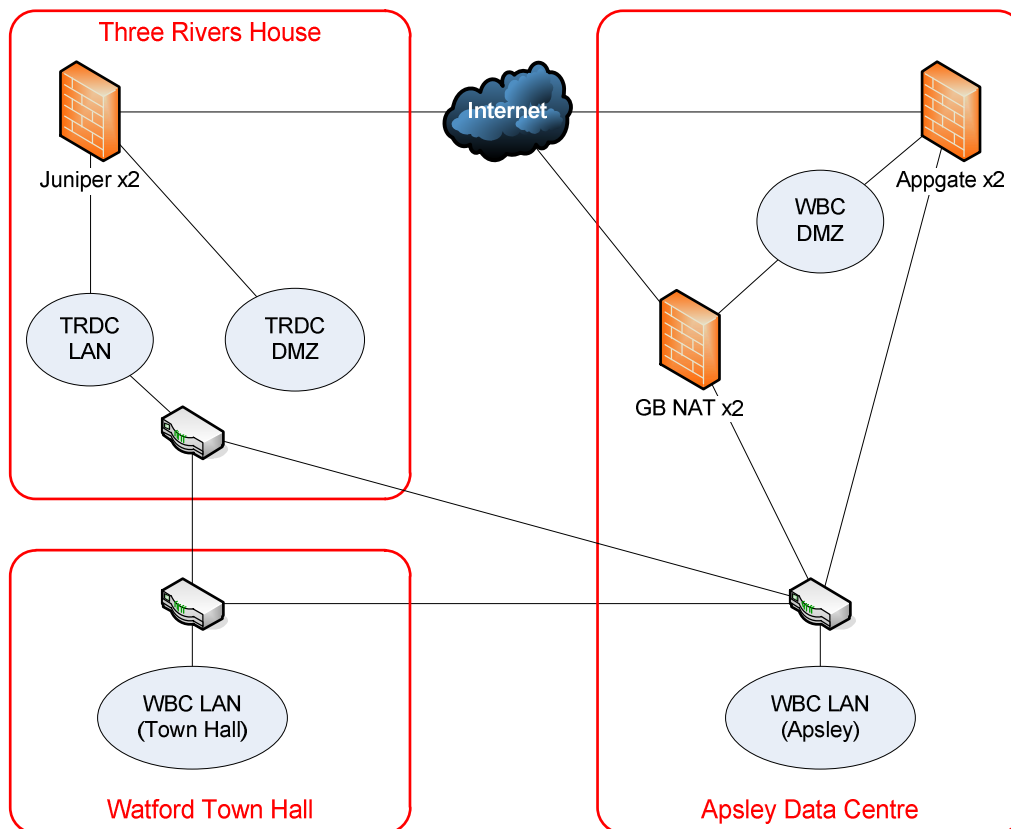 Three Rivers House
Internet
Juniper x2
Appgate x2
WBC
DMZ
TRDC
LAN
TRDC
DMZ
GB NAT x2
WBC LAN
(Town Hall)
WBC LAN
(Apsley)
Watford Town Hall
Apsley Data Centre